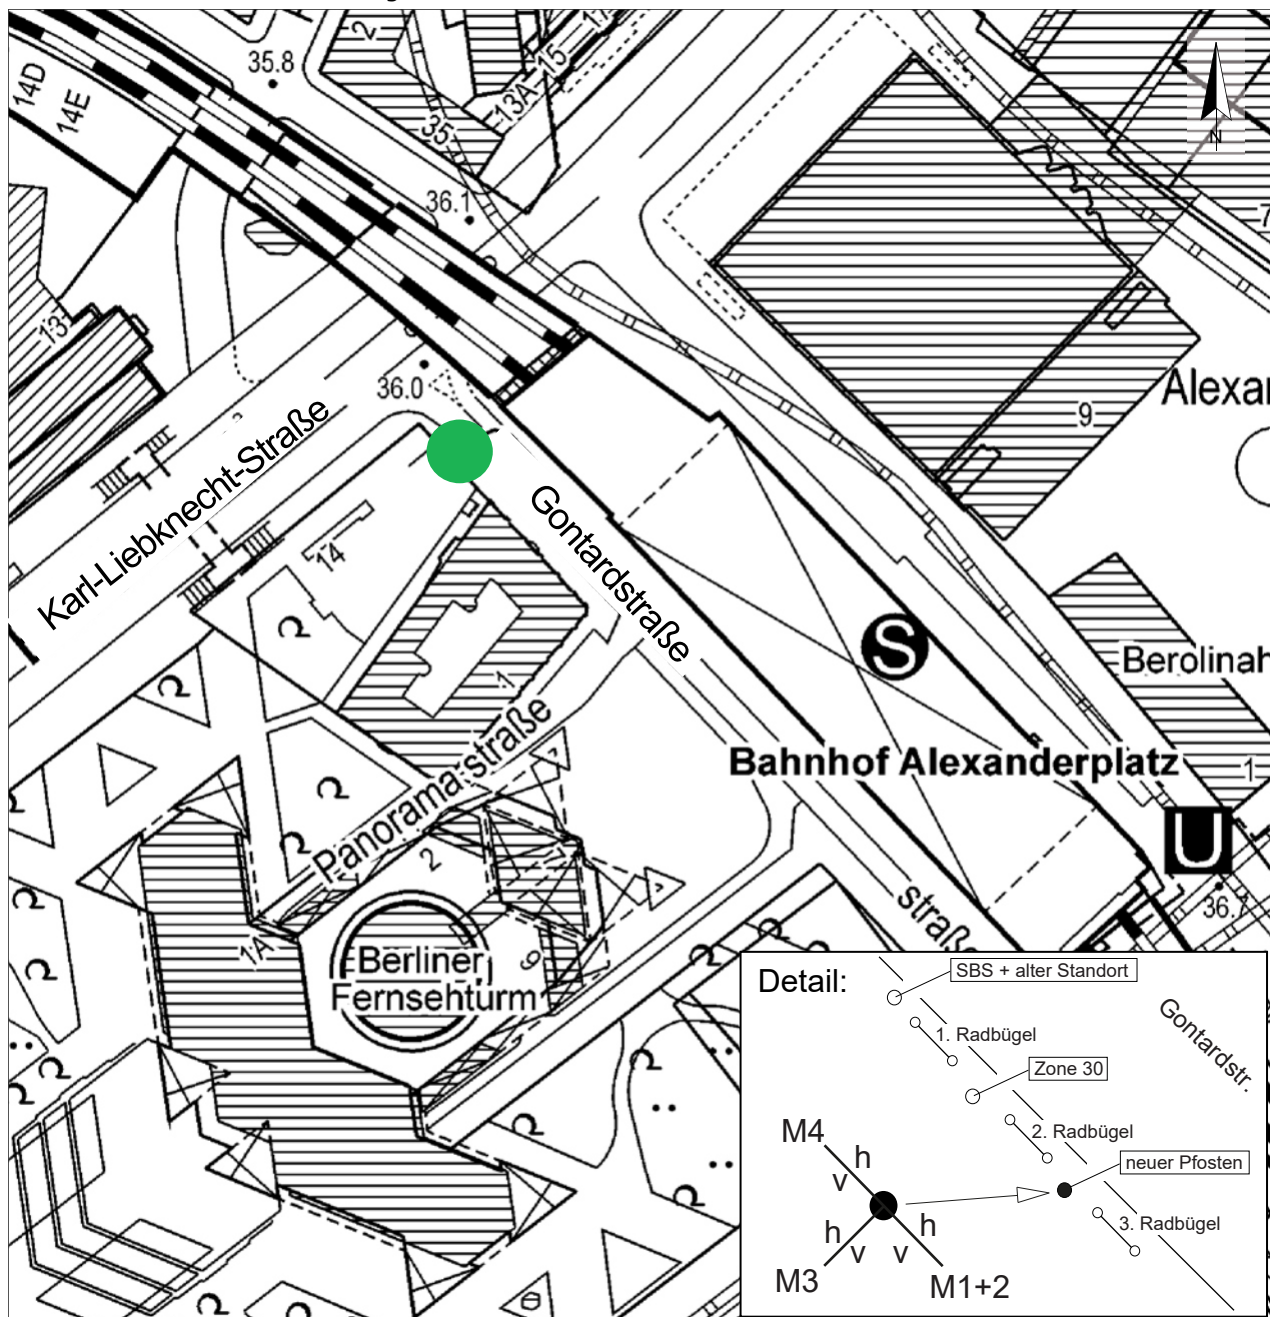 35.8
2
17
15
13A
35
14D
14E
N
36.1
7
13
36.0
Alexan
9
Karl-Liebknecht-Straße
Gontardstraße
14
S
Berolinah
1
Panoramastraße
Bahnhof Alexanderplatz
1
2
U
36.7
straße
1A
9
Berliner
Fernsehturm
Detail:
SBS + alter Standort
Gontardstr.
1. Radbügel
Zone 30
2. Radbügel
neuer Pfosten
3. Radbügel
M4
h
v
h
v
h
v
M3
M1+2